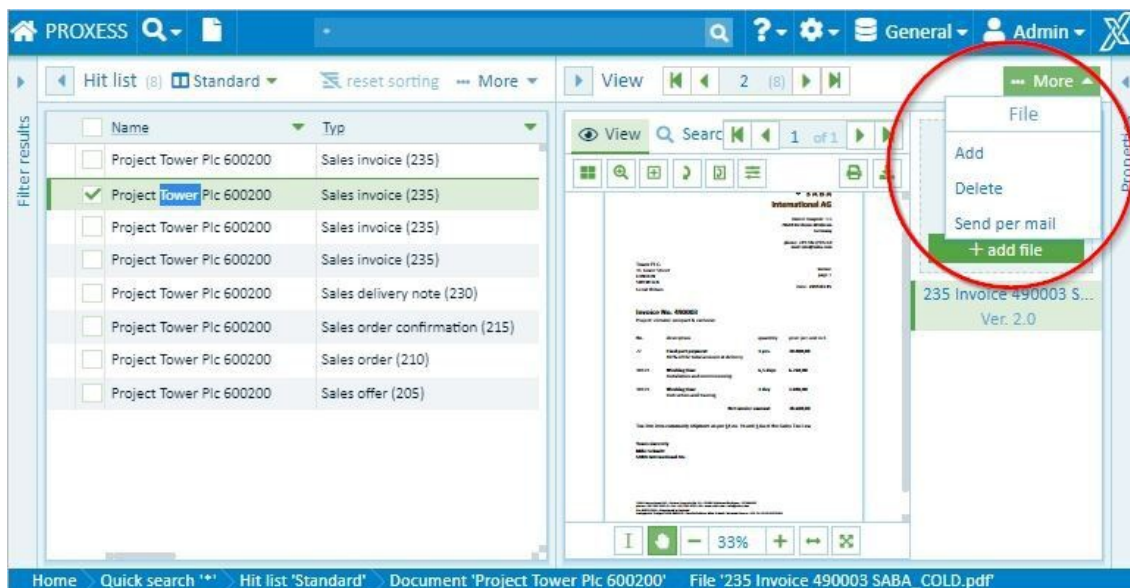 PROXESS
*
?
General
Admin
Hit list (8) Standard
reset sorting
... More
View
2 (8)
... More
File
Add
Delete
Send per mail
+ add file
235 Invoice 490003 S...
Ver. 2.0
Filter results
Name Typ
Project Tower Plc 600200 Sales invoice (235)
Project Tower Plc 600200 Sales invoice (235)
Project Tower Plc 600200 Sales invoice (235)
Project Tower Plc 600200 Sales invoice (235)
Project Tower Plc 600200 Sales delivery note (230)
Project Tower Plc 600200 Sales order confirmation (215)
Project Tower Plc 600200 Sales order (210)
Project Tower Plc 600200 Sales offer (205)
View Searc 1 of 1
SABA
International AG
Invoice No. 490003
33%
Home Quick search '*' Hit list 'Standard' Document 'Project Tower Plc 600200' File '235 Invoice 490003 SABA_COLD.pdf'